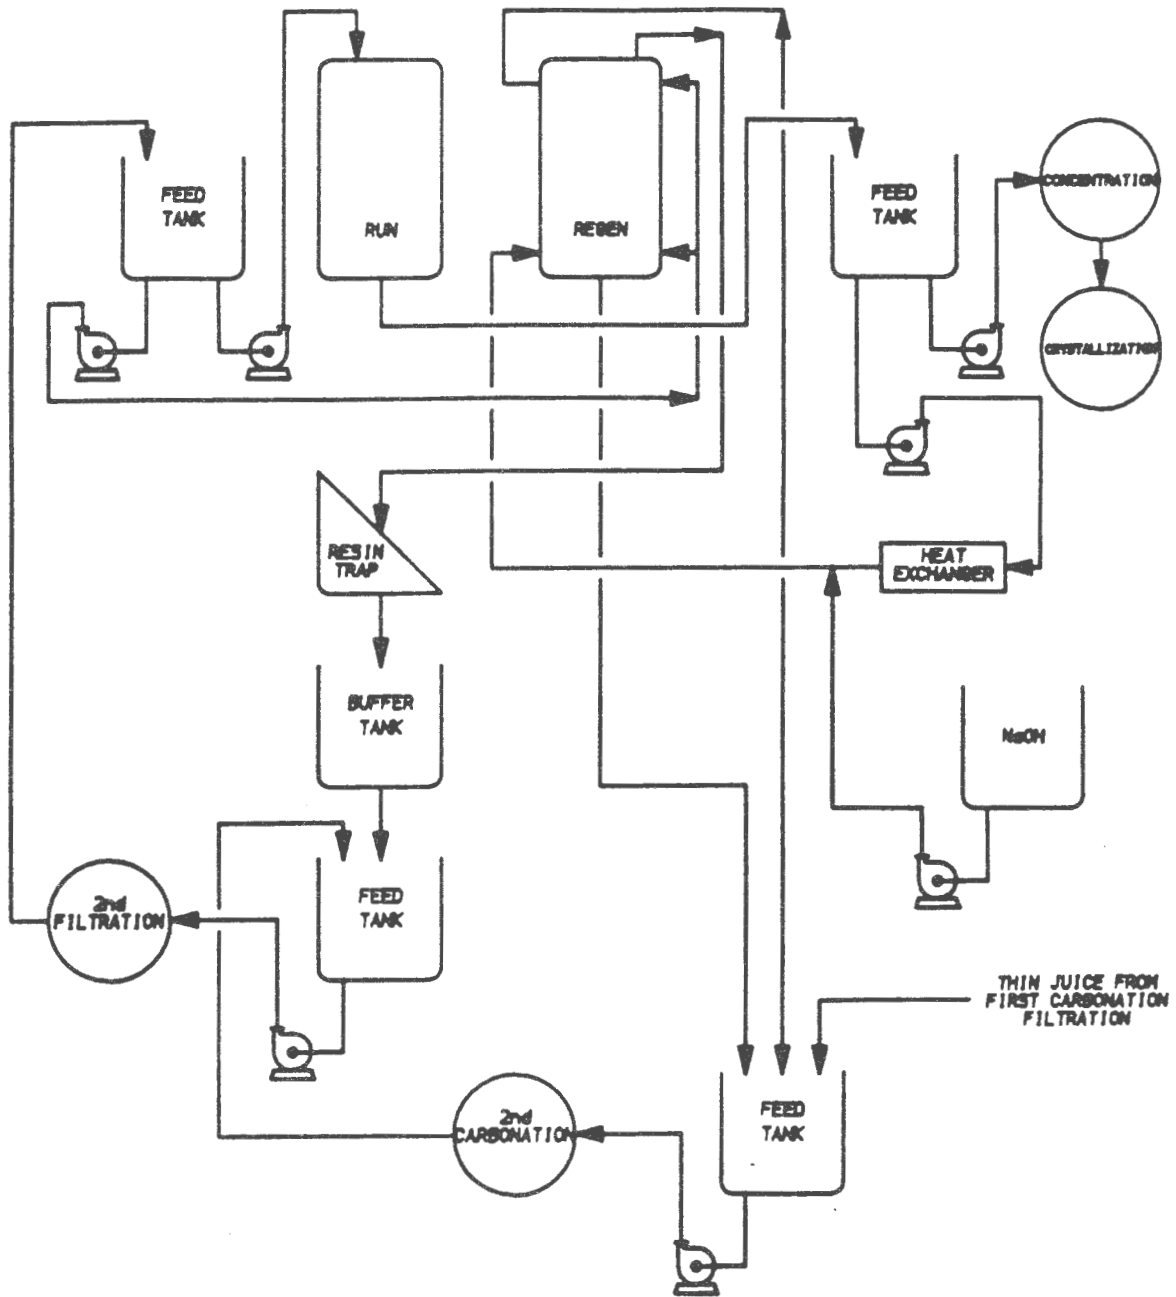 FEED
TANK
RUN
REGEN
FEED
TANK
CONCENTRATION
CRYSTALLIZATION
RESIN
TRAP
HEAT
EXCHANGER
BUFFER
TANK
NaOH
FEED
TANK
2nd
FILTRATION
THIN JUICE FROM
FIRST CARBONATION
FILTRATION
FEED
TANK
2nd
CARBONATION